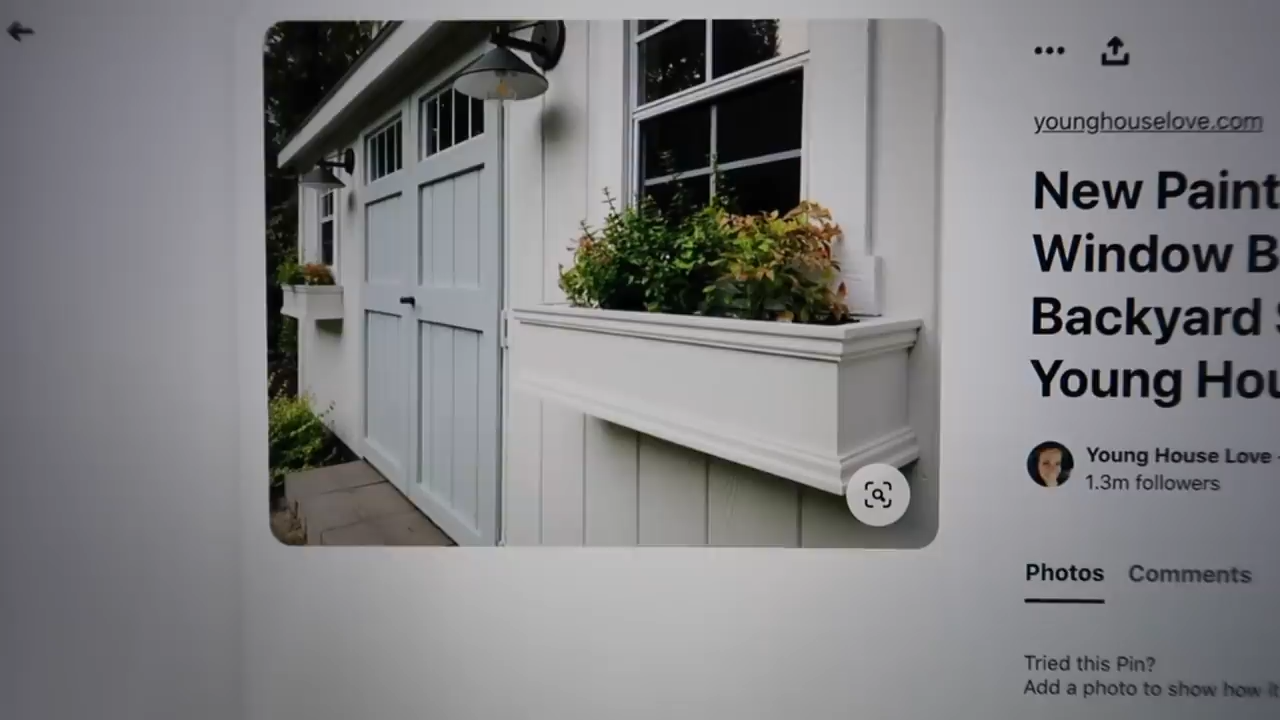 younghouselove.com
New Paint
Window B
Backyard
Young Hou
Young House Love
1.3m followers
Photos Comments
Tried this Pin?
Add a photo to show how it